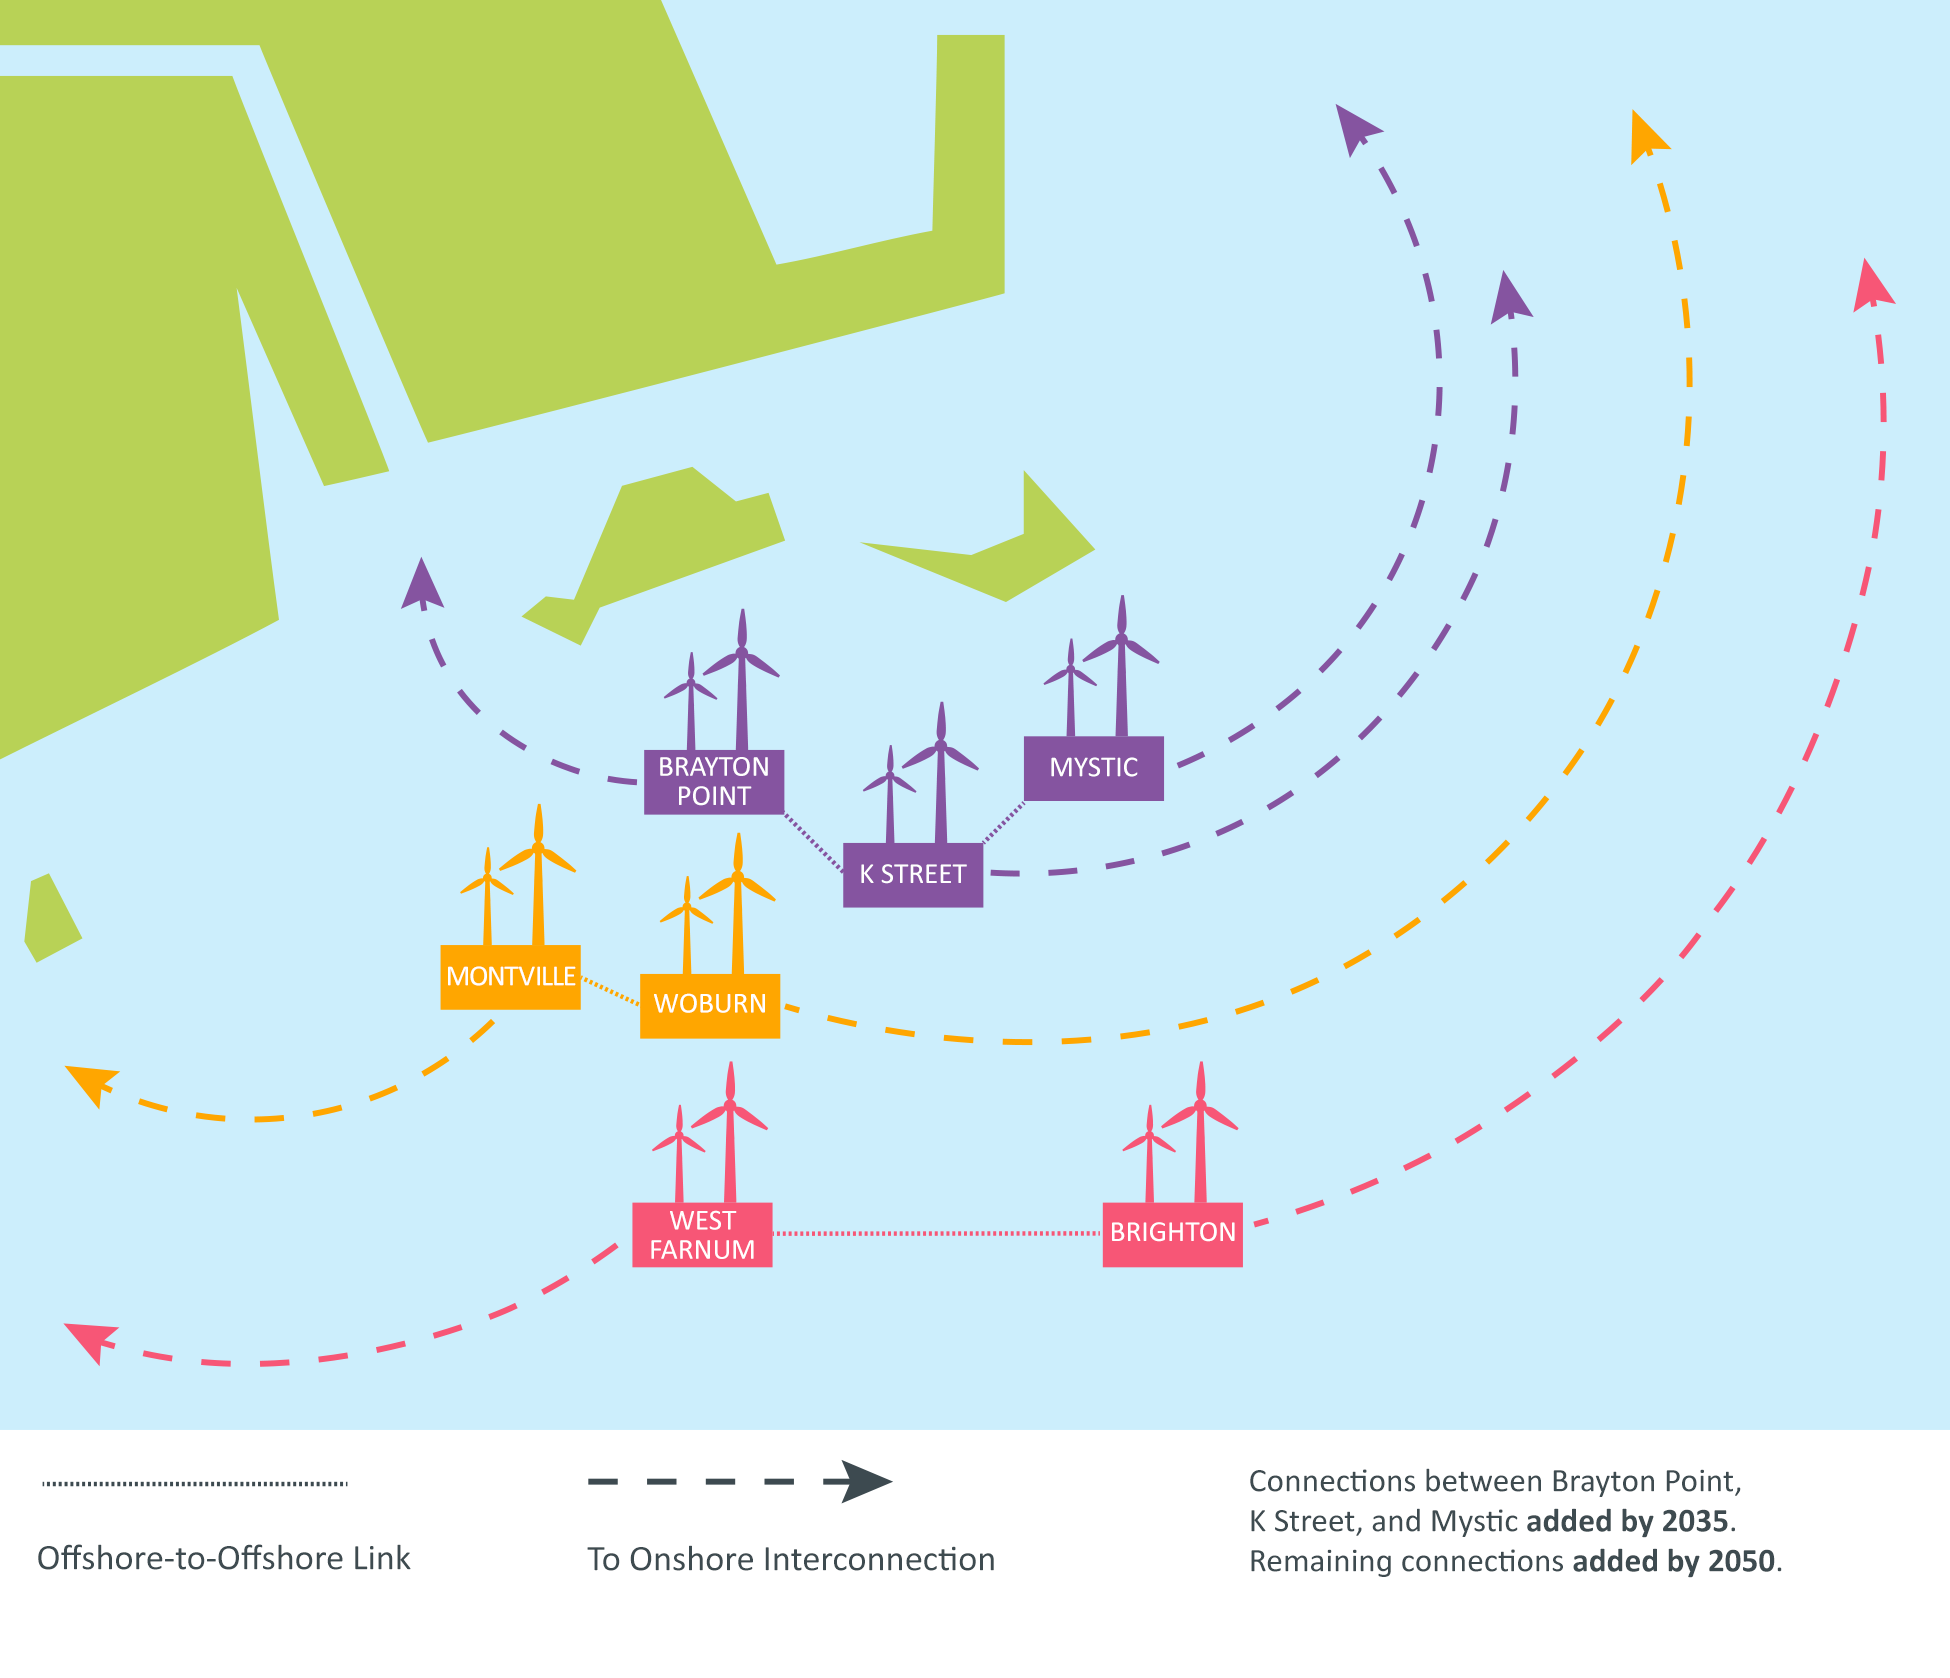 BRAYTON
POINT
MYSTIC
K STREET
MONTVILLE
WOBURN
WEST
FARNUM
BRIGHTON
Offshore-to-Offshore Link
To Onshore Interconnection
Connections between Brayton Point,
K Street, and Mystic added by 2035.
Remaining connections added by 2050.